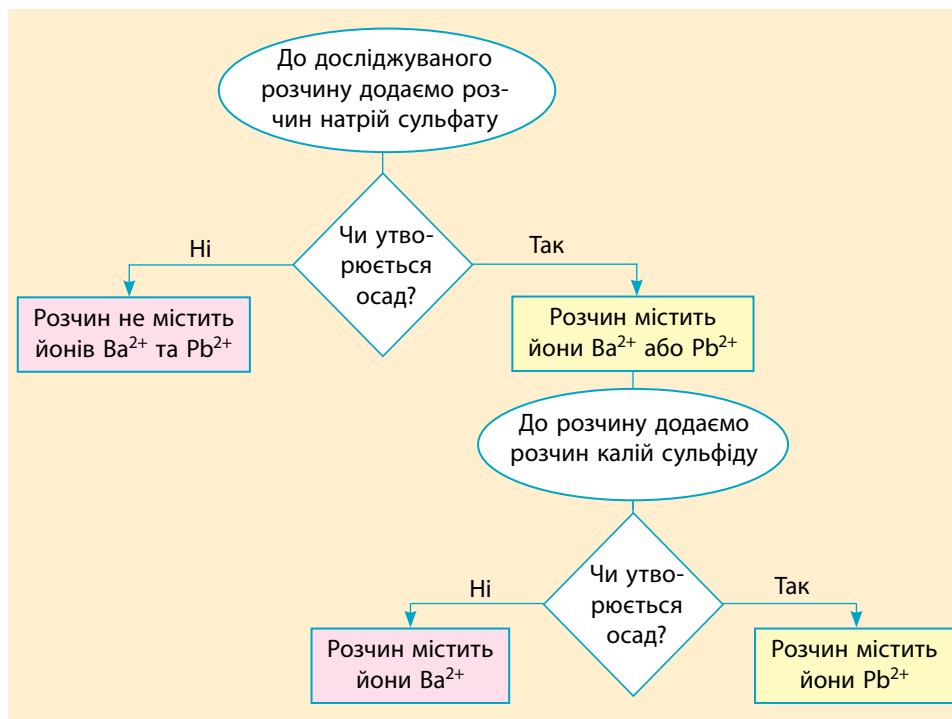 До досліджуваного
розчину додаємо роз-
чин натрій сульфату
Чи утво-
рюється
осад?
Ні
Так
Розчин не містить
йонів Ba²⁺ та Pb²⁺
Розчин містить
йони Ba²⁺ або Pb²⁺
До розчину додаємо
розчин калій сульфіду
Чи утво-
рюється
осад?
Ні
Так
Розчин містить
йони Ba²⁺
Розчин містить
йони Pb²⁺